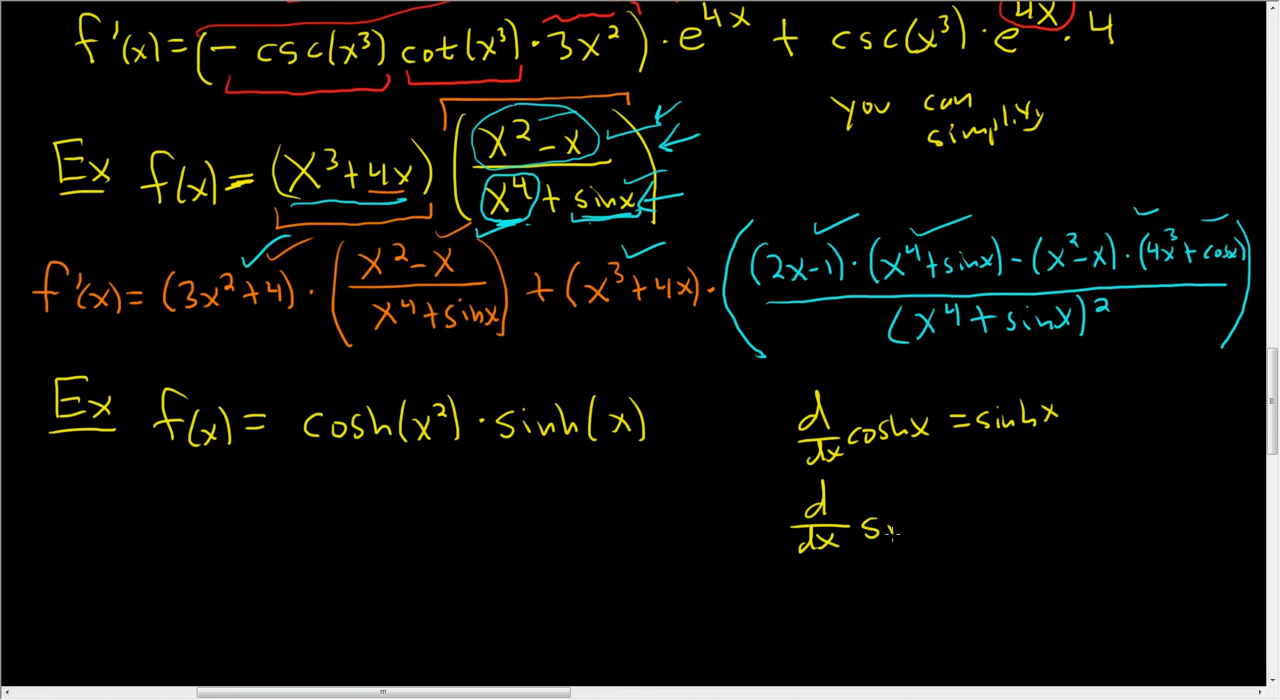 f'(x) = (- csc(x³) cot(x³) · 3x²) · e^4x + csc(x³) · e^4x · 4
you can
simplify
Ex f(x) = (x³ + 4x) ( (x² - x) / (x⁴ + sinx) )
f'(x) = (3x² + 4) · ( (x² - x) / (x⁴ + sinx) ) + (x³ + 4x) · ( ((2x - 1) · (x⁴ + sinx) - (x² - x) · (4x³ + cosx)) / (x⁴ + sinx)² )
Ex f(x) = cosh(x²) · sinh(x)
d/dx coshx = sinhx
d/dx s